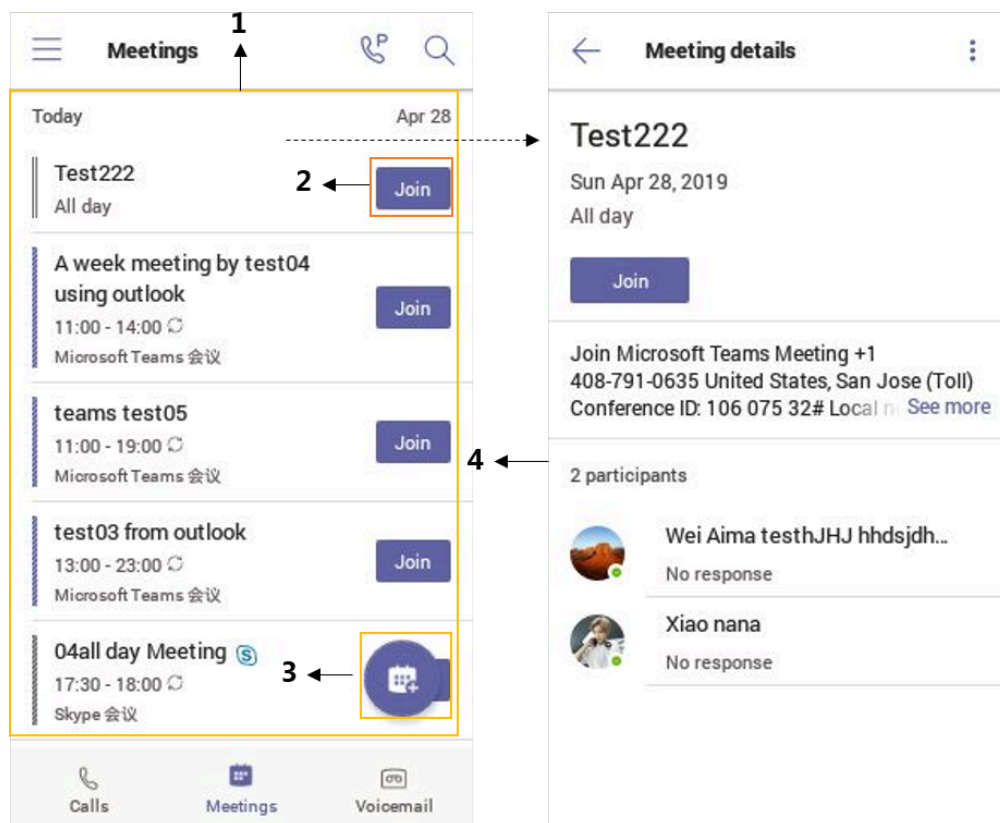 1
Meetings
P
Today
Apr 28
Test222
All day
2
Join
A week meeting by test04
using outlook
11:00 - 14:00
Microsoft Teams 会议
Join
teams test05
11:00 - 19:00
Microsoft Teams 会议
Join
test03 from outlook
13:00 - 23:00
Microsoft Teams 会议
Join
04all day Meeting S
17:30 - 18:00
Skype 会议
3
Calls
Meetings
Voicemail
4
Meeting details
Test222
Sun Apr 28, 2019
All day
Join
Join Microsoft Teams Meeting +1
408-791-0635 United States, San Jose (Toll)
Conference ID: 106 075 32# Local See more
2 participants
Wei Aima testhJHJ hhdsjdh...
No response
Xiao nana
No response